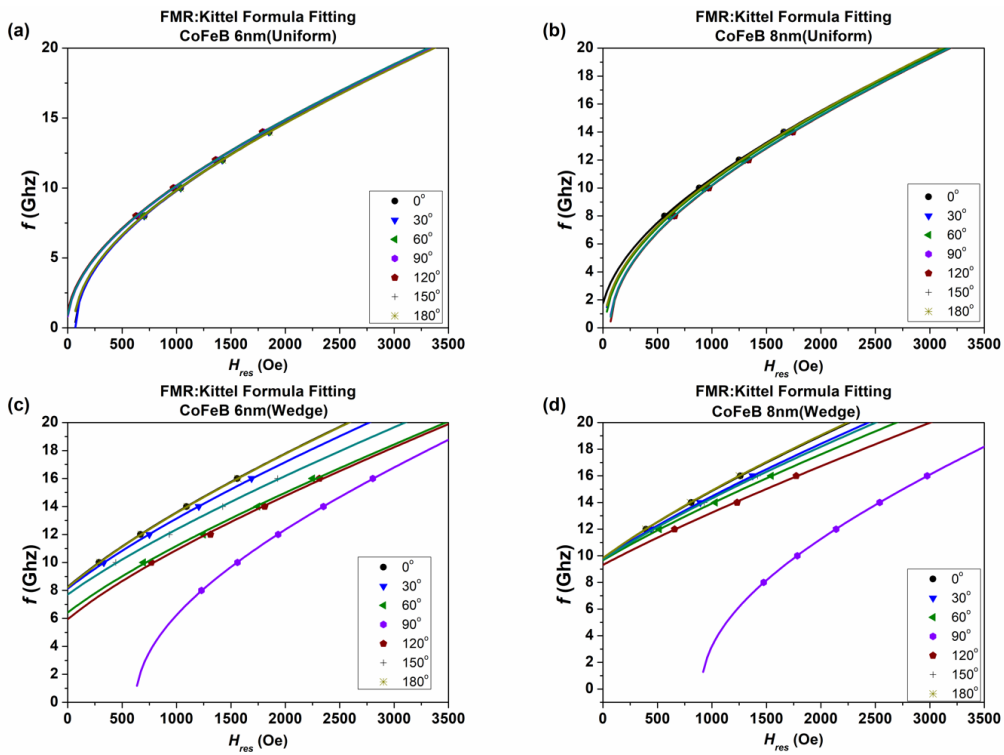 (a)
FMR:Kittel Formula Fitting
CoFeB 6nm(Uniform)
20
15
10
5
0
f (Ghz)
0°
30°
60°
90°
120°
150°
180°
0 500 1000 1500 2000 2500 3000 3500
Hres (Oe)
(b)
FMR:Kittel Formula Fitting
CoFeB 8nm(Uniform)
20
18
16
14
12
10
8
6
4
2
0
f (Ghz)
0°
30°
60°
90°
120°
150°
180°
0 500 1000 1500 2000 2500 3000 3500
Hres (Oe)
(c)
FMR:Kittel Formula Fitting
CoFeB 6nm(Wedge)
20
18
16
14
12
10
8
6
4
2
0
f (Ghz)
0°
30°
60°
90°
120°
150°
180°
0 500 1000 1500 2000 2500 3000 3500
Hres (Oe)
(d)
FMR:Kittel Formula Fitting
CoFeB 8nm(Wedge)
20
18
16
14
12
10
8
6
4
2
0
f (Ghz)
0°
30°
60°
90°
120°
150°
180°
0 500 1000 1500 2000 2500 3000 3500
Hres (Oe)